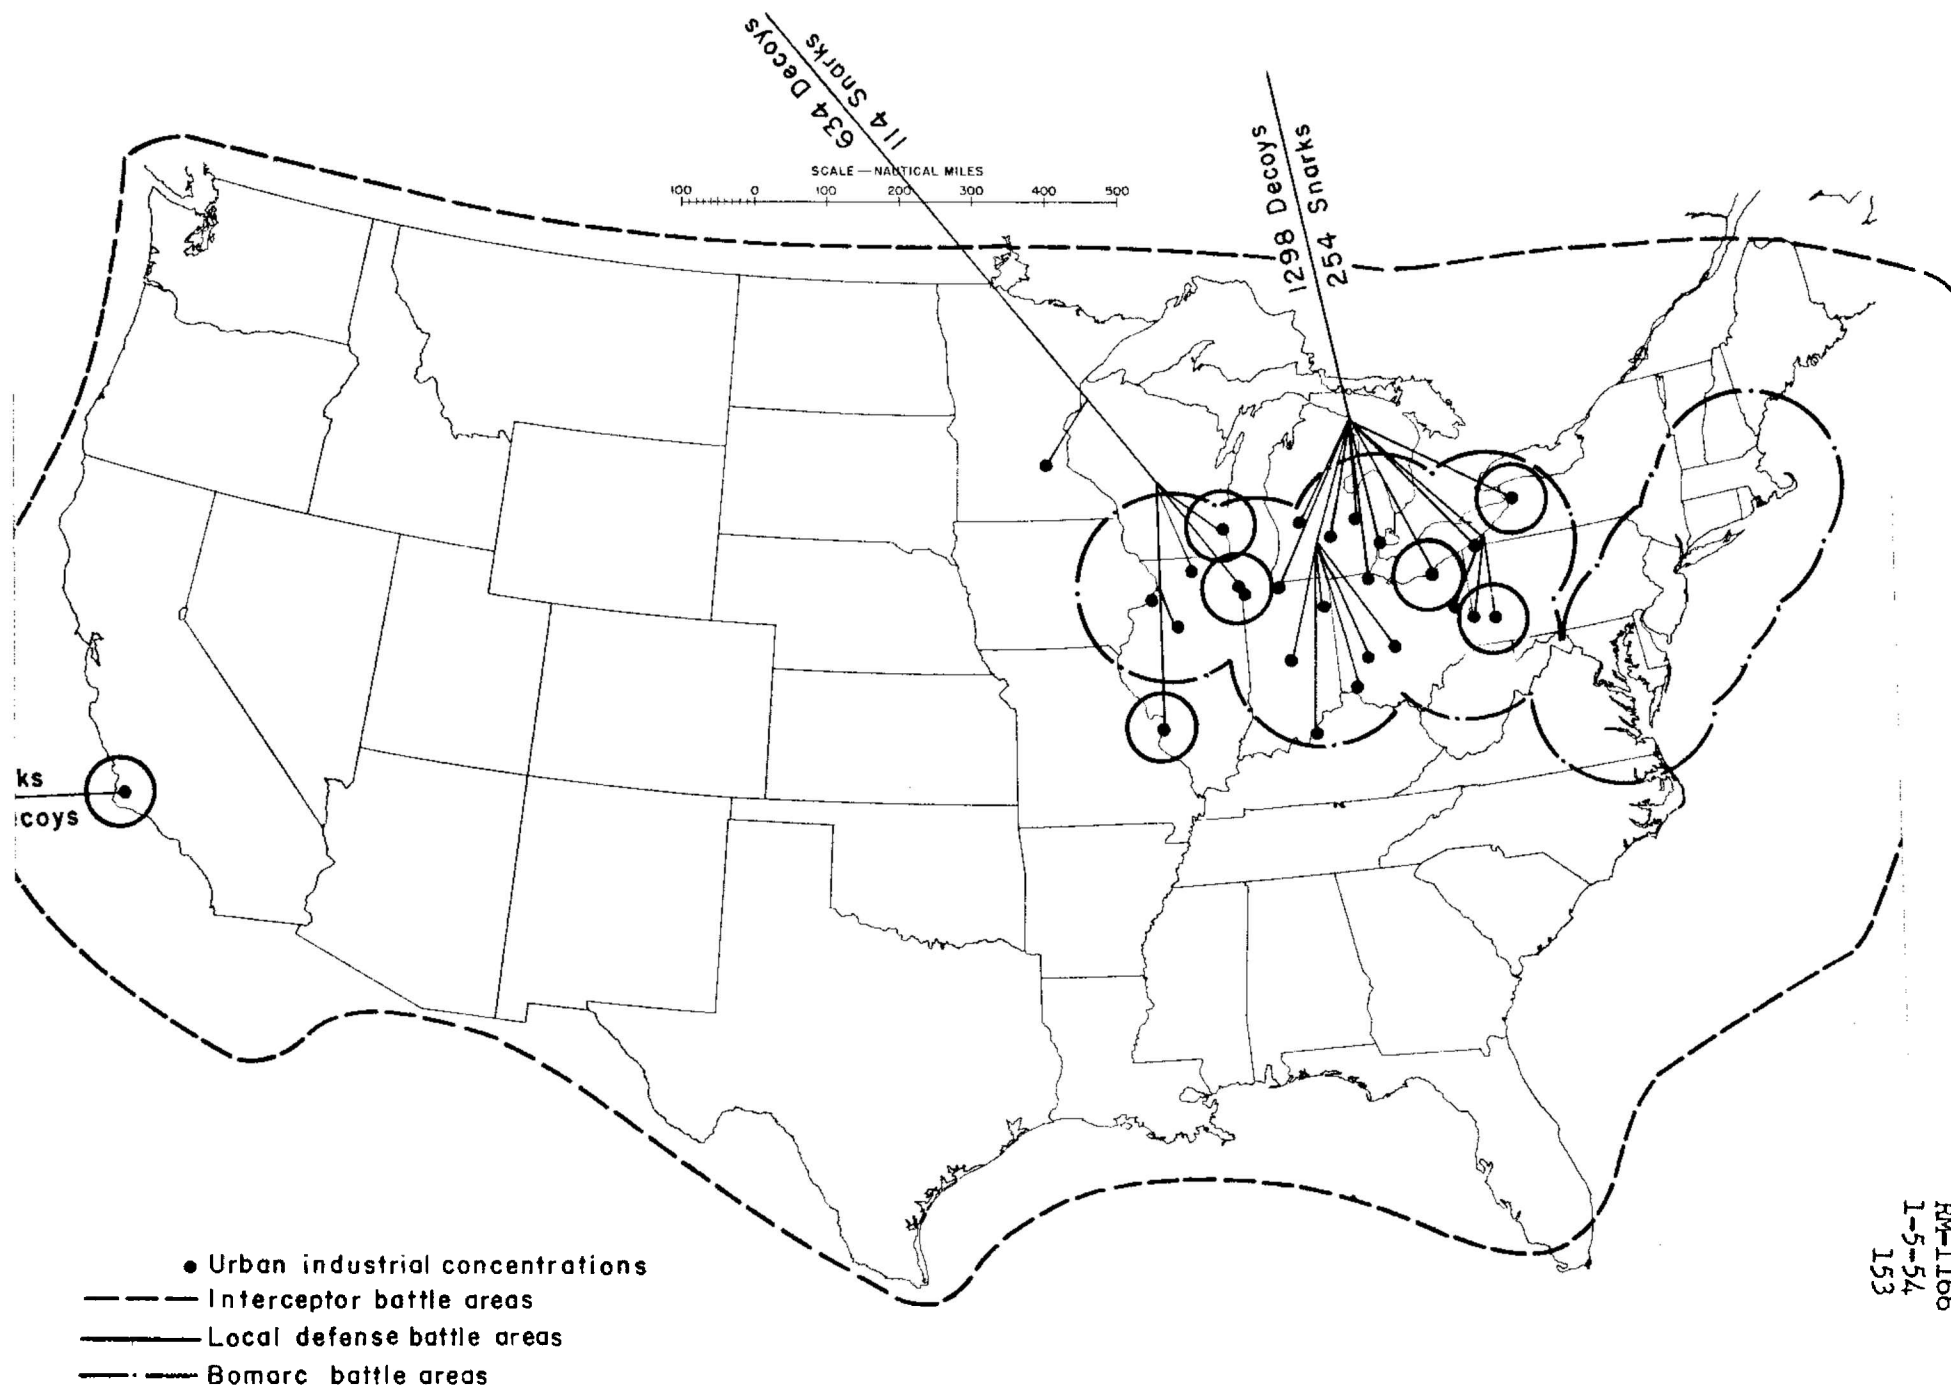 634 Decoys
114 Snarks
1298 Decoys
254 Snarks
SCALE — NAUTICAL MILES
100 0 100 200 300 400 500
ks
coys
Urban industrial concentrations
Interceptor battle areas
Local defense battle areas
Bomarc battle areas
RM-1166
1-5-54
153